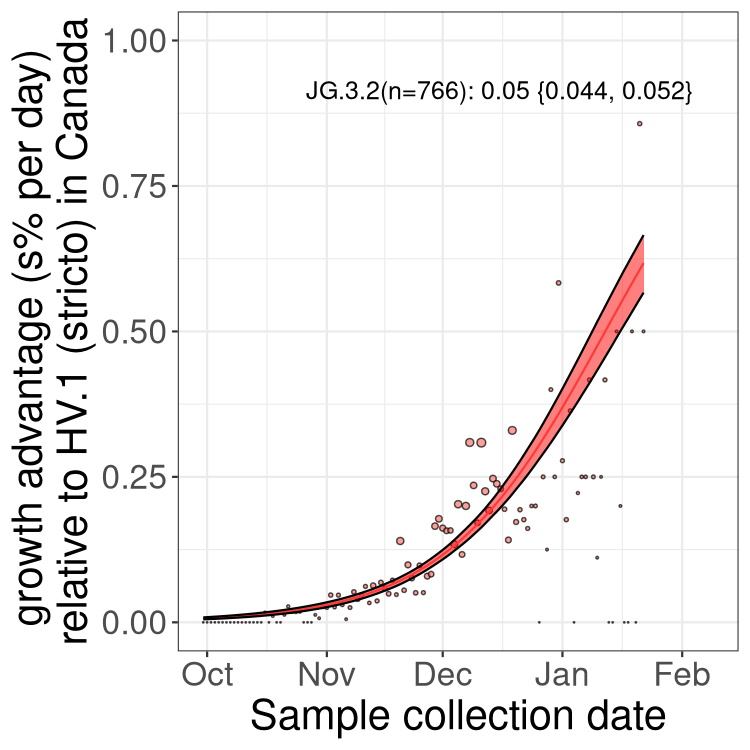 growth advantage (s% per day)
relative to HV.1 (stricto) in Canada
1.00
0.75
0.50
0.25
0.00
JG.3.2(n=766): 0.05 {0.044, 0.052}
Oct
Nov
Dec
Jan
Feb
Sample collection date